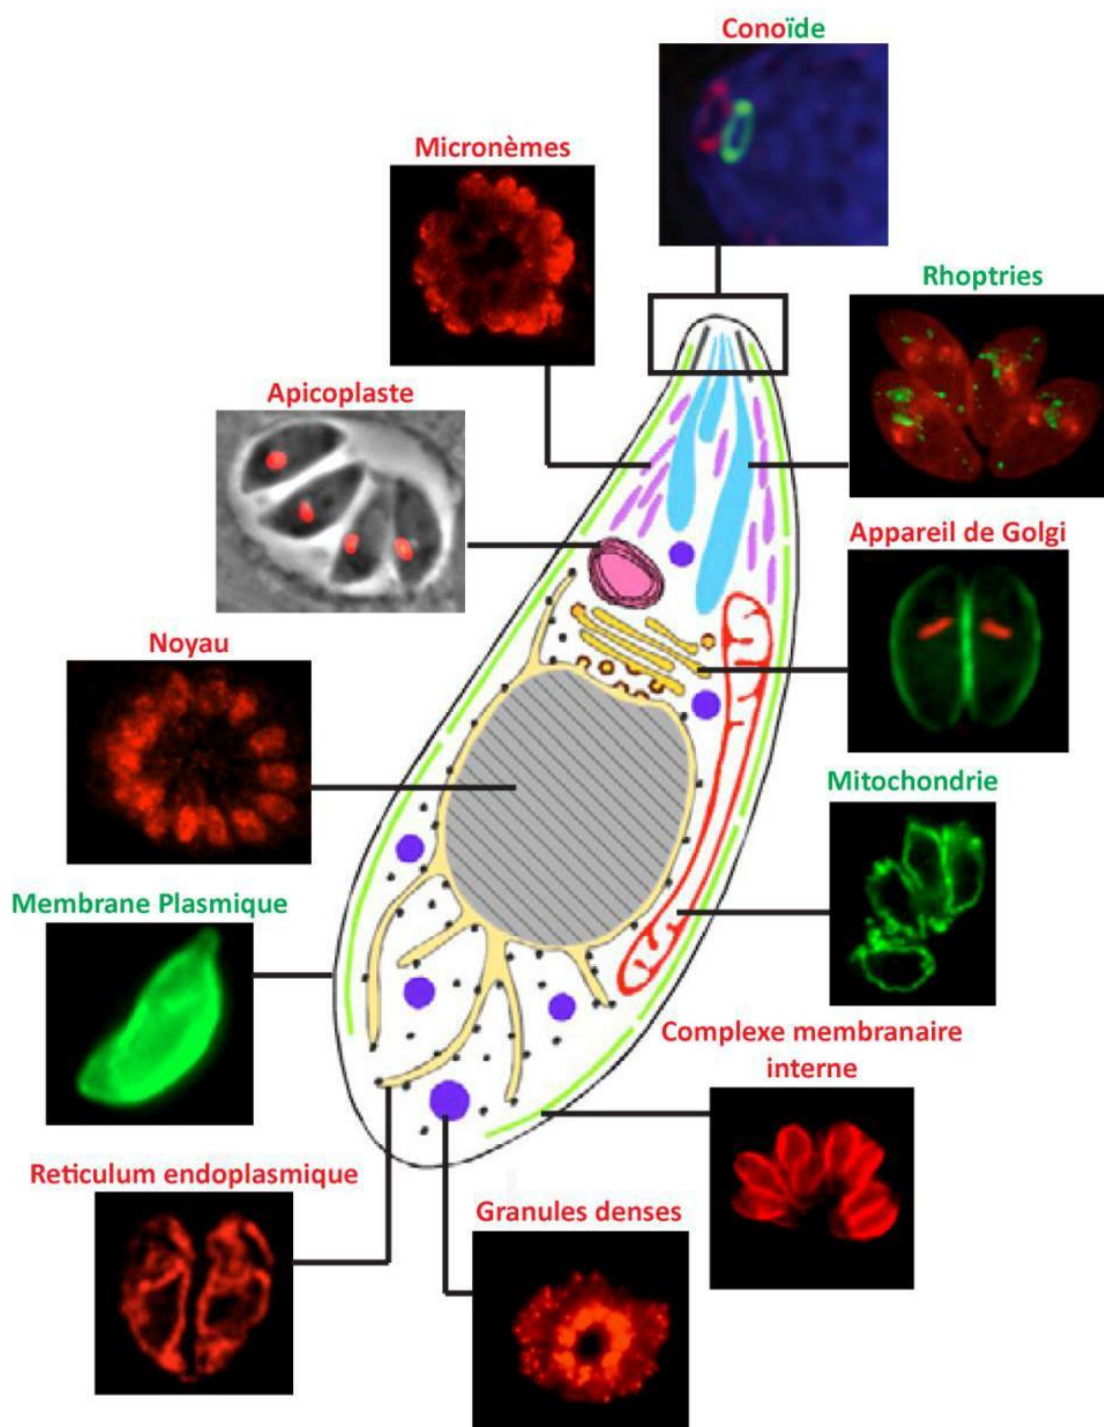 Conoïde
Micronèmes
Rhoptries
Apicoplaste
Appareil de Golgi
Noyau
Mitochondrie
Membrane Plasmique
Complexe membranaire
interne
Reticulum endoplasmique
Granules denses